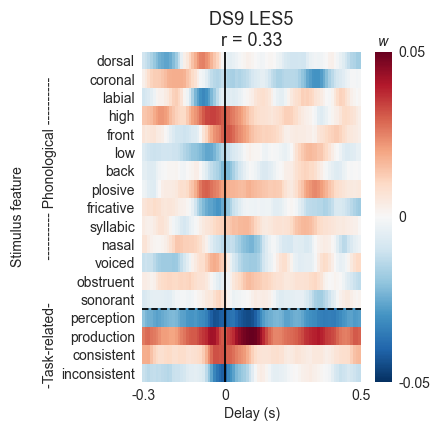 DS9 LES5
r = 0.33
w
dorsal
coronal
labial
high
front
low
back
plosive
fricative
syllabic
nasal
voiced
obstruent
sonorant
perception
production
consistent
inconsistent
Stimulus feature
-Task-related- ---------- Phonological ----------
-0.3 0 0.5
Delay (s)
0.05
0
-0.05